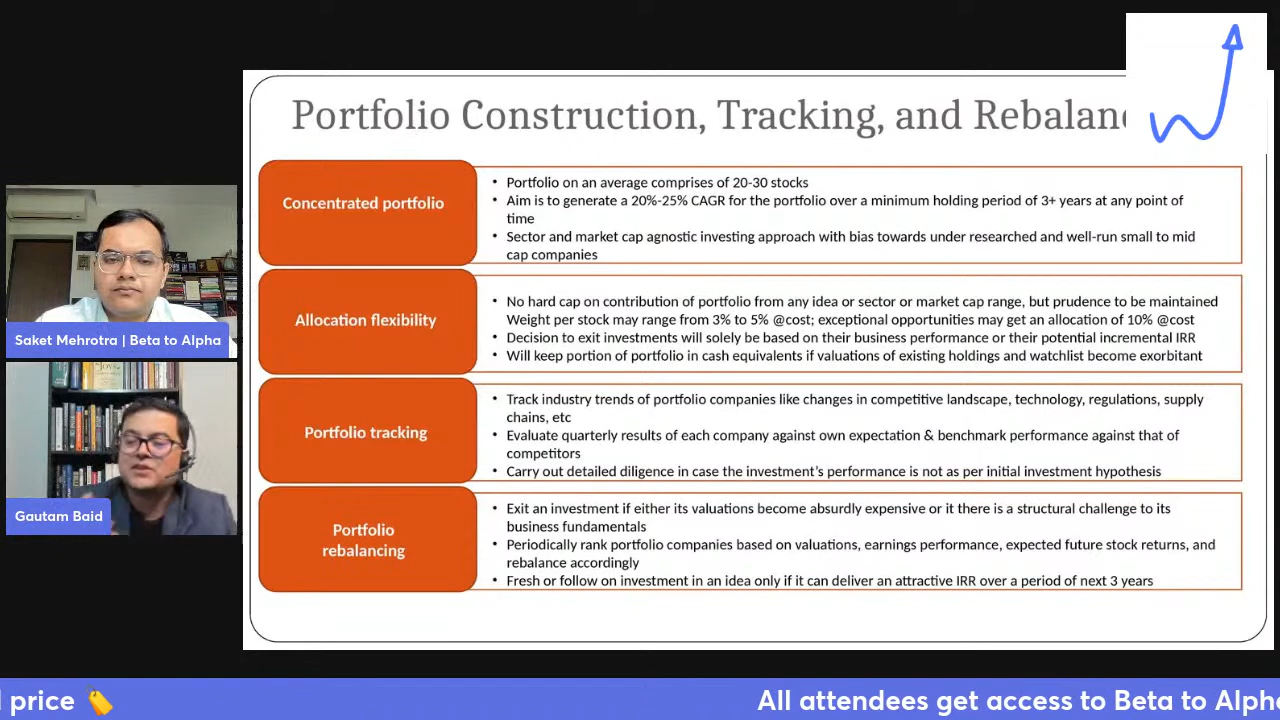 Portfolio Construction, Tracking, and Rebalanc
Concentrated portfolio
• Portfolio on an average comprises of 20-30 stocks
• Aim is to generate a 20%-25% CAGR for the portfolio over a minimum holding period of 3+ years at any point of
time
• Sector and market cap agnostic investing approach with bias towards under researched and well-run small to mid
cap companies
Allocation flexibility
• No hard cap on contribution of portfolio from any idea or sector or market cap range, but prudence to be maintained
Weight per stock may range from 3% to 5% @cost; exceptional opportunities may get an allocation of 10% @cost
• Decision to exit investments will solely be based on their business performance or their potential incremental IRR
• Will keep portion of portfolio in cash equivalents if valuations of existing holdings and watchlist become exorbitant
Portfolio tracking
• Track industry trends of portfolio companies like changes in competitive landscape, technology, regulations, supply
chains, etc
• Evaluate quarterly results of each company against own expectation & benchmark performance against that of
competitors
• Carry out detailed diligence in case the investment's performance is not as per initial investment hypothesis
Portfolio
rebalancing
• Exit an investment if either its valuations become absurdly expensive or it there is a structural challenge to its
business fundamentals
• Periodically rank portfolio companies based on valuations, earnings performance, expected future stock returns, and
rebalance accordingly
• Fresh or follow on investment in an idea only if it can deliver an attractive IRR over a period of next 3 years
Saket Mehrotra | Beta to Alpha
Gautam Baid
price 🏷️
All attendees get access to Beta to Alph